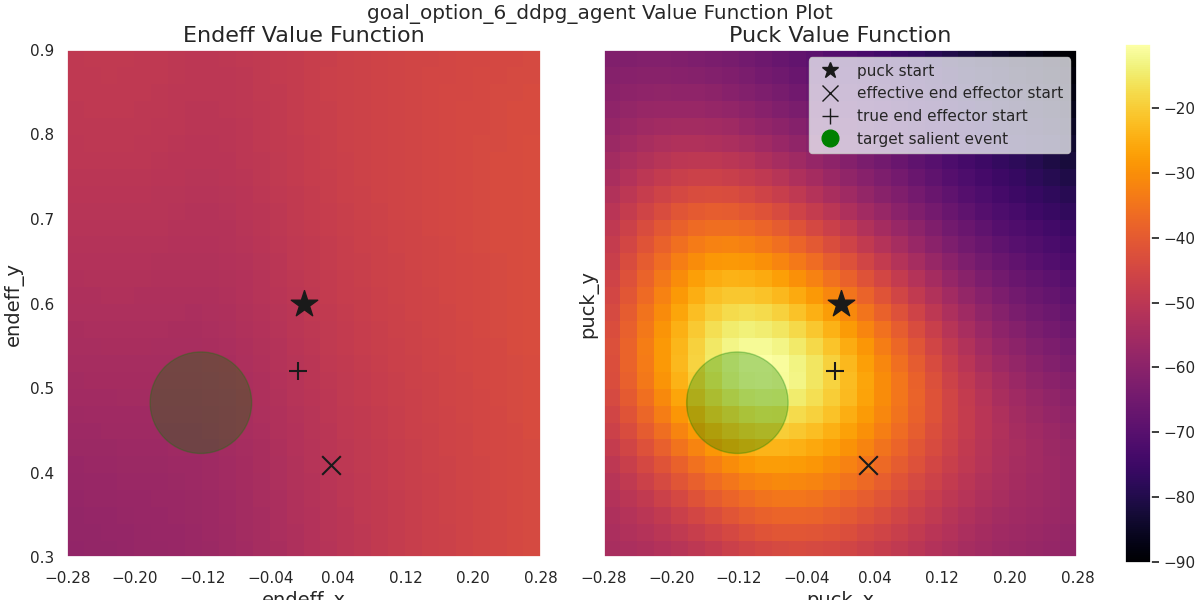 goal_option_6_ddpg_agent Value Function Plot
Endeff Value Function
Puck Value Function
0.9
0.8
0.7
0.6
0.5
0.4
0.3
endeff_y
−0.28
−0.20
−0.12
−0.04
0.04
0.12
0.20
0.28
endeff_x
puck start
effective end effector start
true end effector start
target salient event
puck_y
−0.28
−0.20
−0.12
−0.04
0.04
0.12
0.20
0.28
puck_x
−20
−30
−40
−50
−60
−70
−80
−90